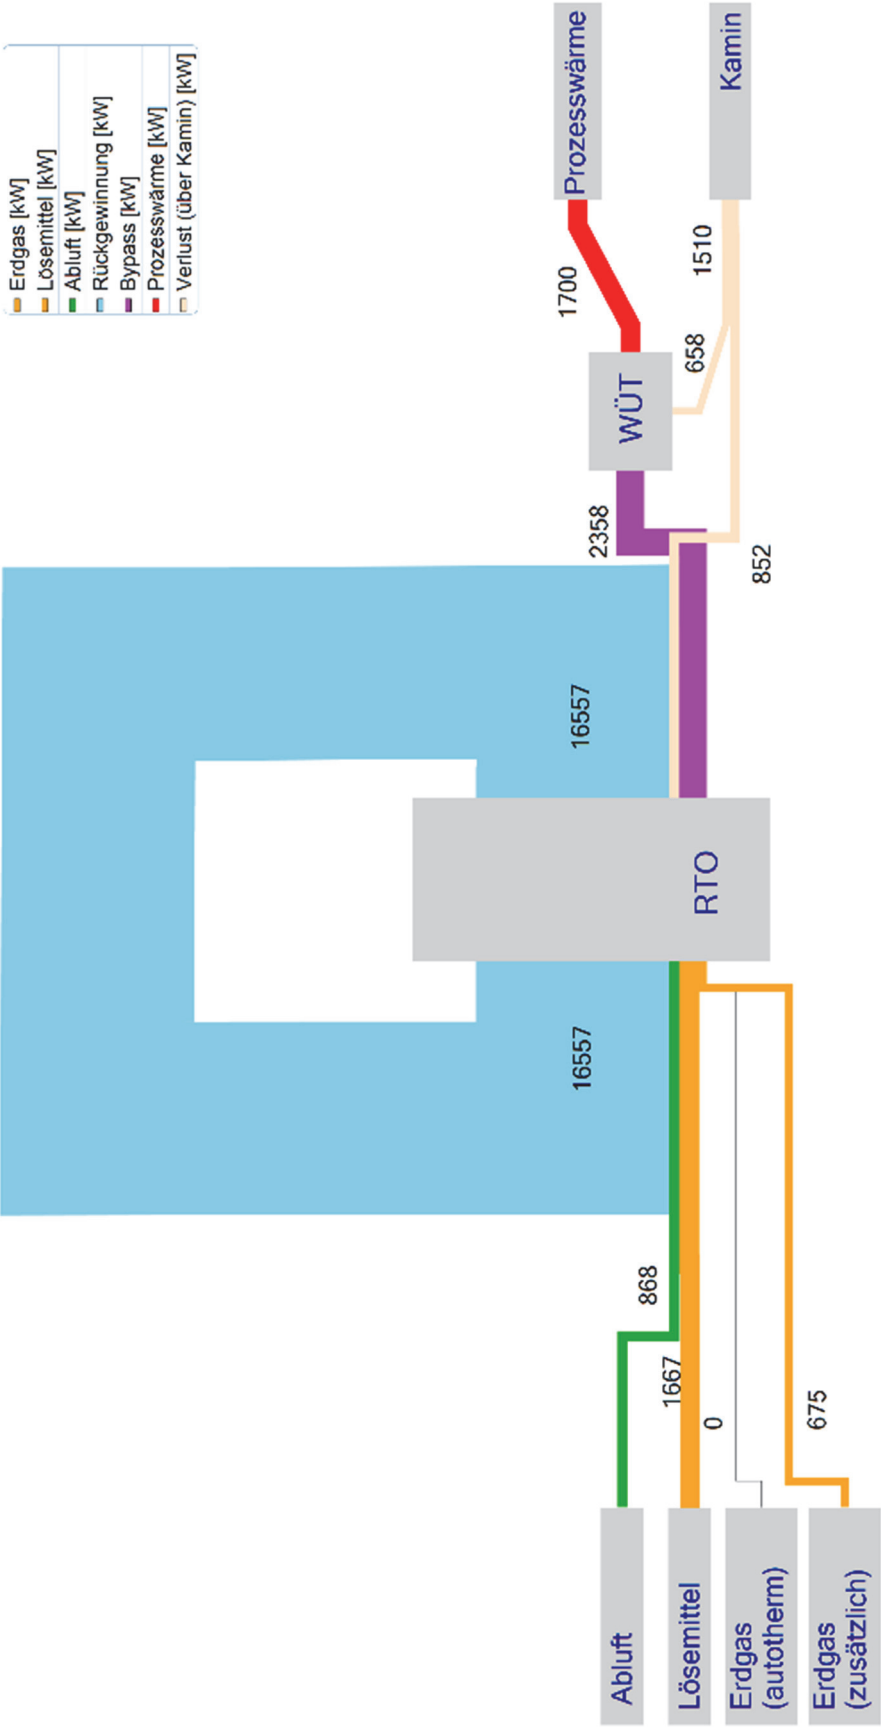 Erdgas [kW]
Lösemittel [kW]
Abluft [kW]
Rückgewinnung [kW]
Bypass [kW]
Prozesswärme [kW]
Verlust (über Kamin) [kW]
Abluft
Lösemittel
Erdgas
(autotherm)
Erdgas
(zusätzlich)
868
1667
0
675
16557
RTO
16557
2358
852
WÜT
658
1700
1510
Prozesswärme
Kamin